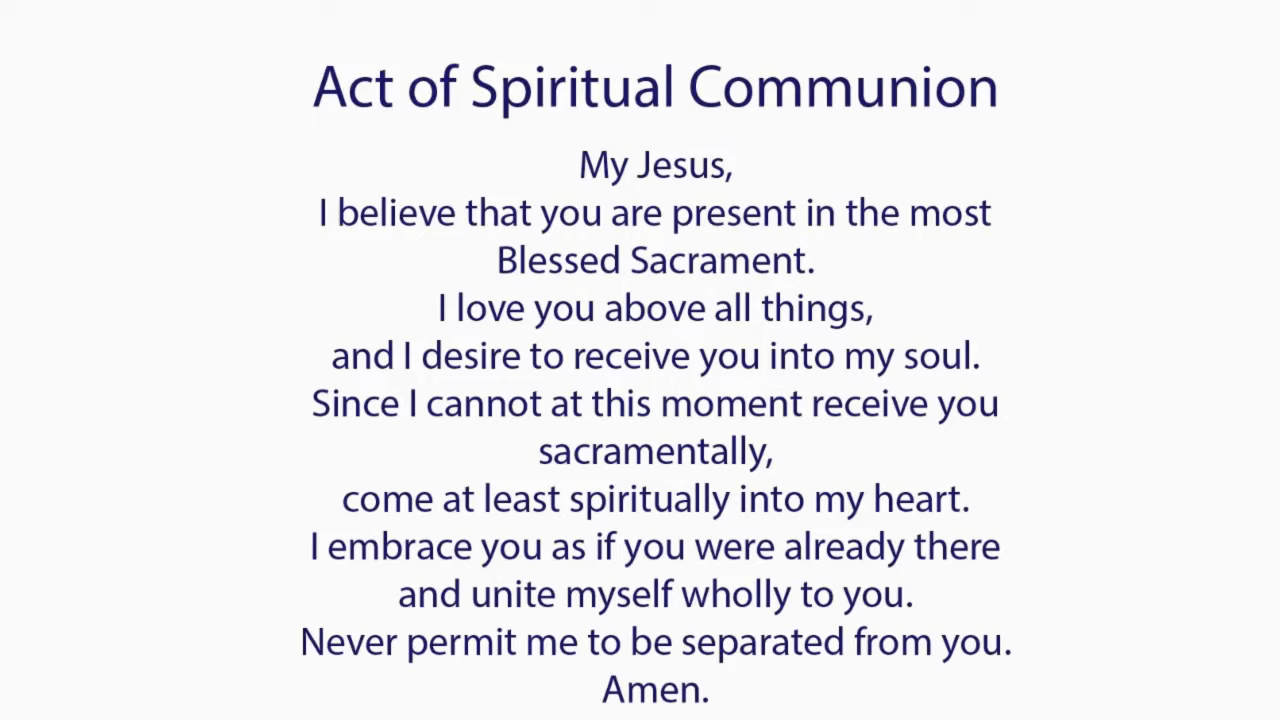 Act of Spiritual Communion
My Jesus,
I believe that you are present in the most
Blessed Sacrament.
I love you above all things,
and I desire to receive you into my soul.
Since I cannot at this moment receive you
sacramentally,
come at least spiritually into my heart.
I embrace you as if you were already there
and unite myself wholly to you.
Never permit me to be separated from you.
Amen.